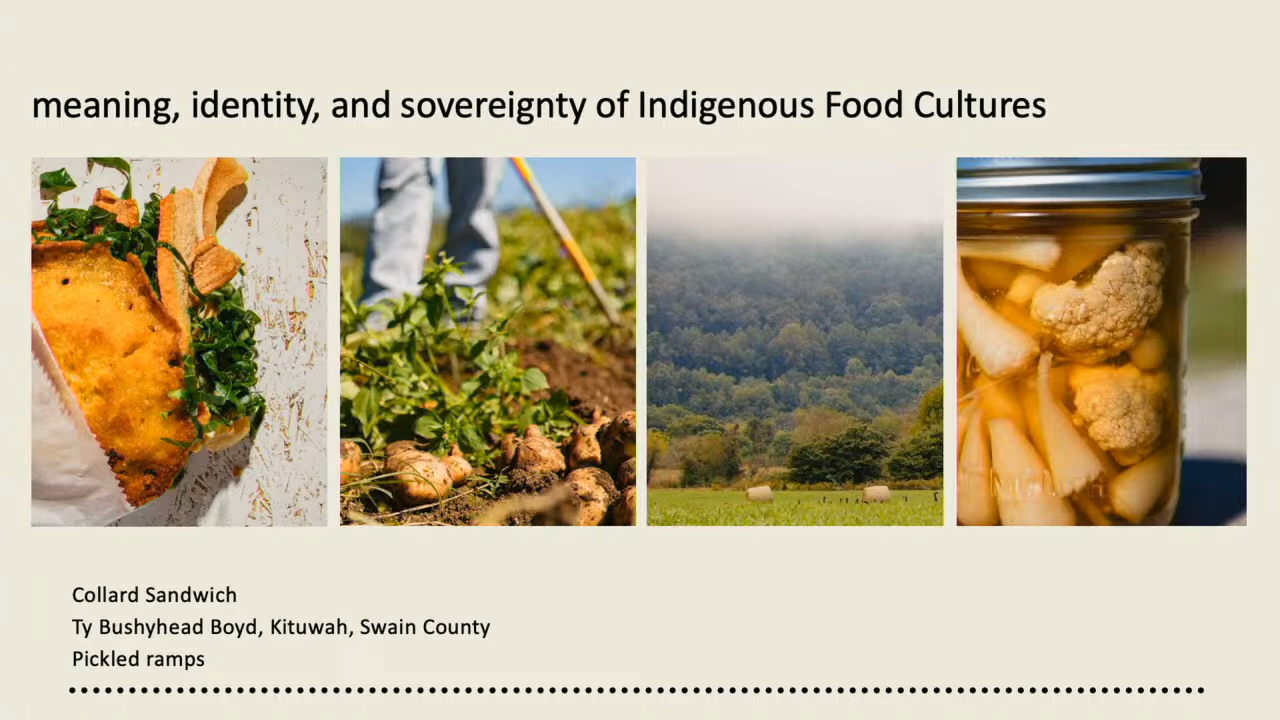 meaning, identity, and sovereignty of Indigenous Food Cultures
Collard Sandwich
Ty Bushyhead Boyd, Kituwah, Swain County
Pickled ramps